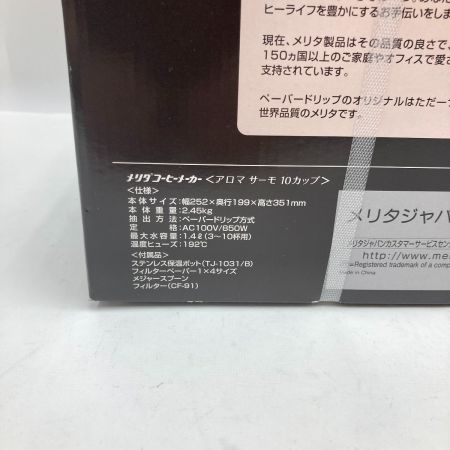 ヒーライフを豊かにするお手伝いをしま
現在、メリタ製品はその品質の良さで、
150ヵ国以上のご家庭やオフィスで愛さ
支持されています。
ペーパードリップのオリジナルはただ一つ
世界品質のメリタです。
メリタコーヒーメーカー<アロマ サーモ 10カップ>
<仕様>
本体サイズ:幅252×奥行199×高さ351mm
本体重量:2.45kg
抽出方法:ペーパードリップ方式
定格:AC100V/850W
最大水容量:1.4ℓ(3〜10杯用)
温度ヒューズ:192℃
<付属品>
ステンレス保温ポット(TJ-1031/B)
フィルターペーパー1×4サイズ
メジャースプーン
フィルター(CF-91)
メリタジャパ
メリタジャパンカスタマーサービスセン
http://www.me
=Registered trademark of a comp
Made in China